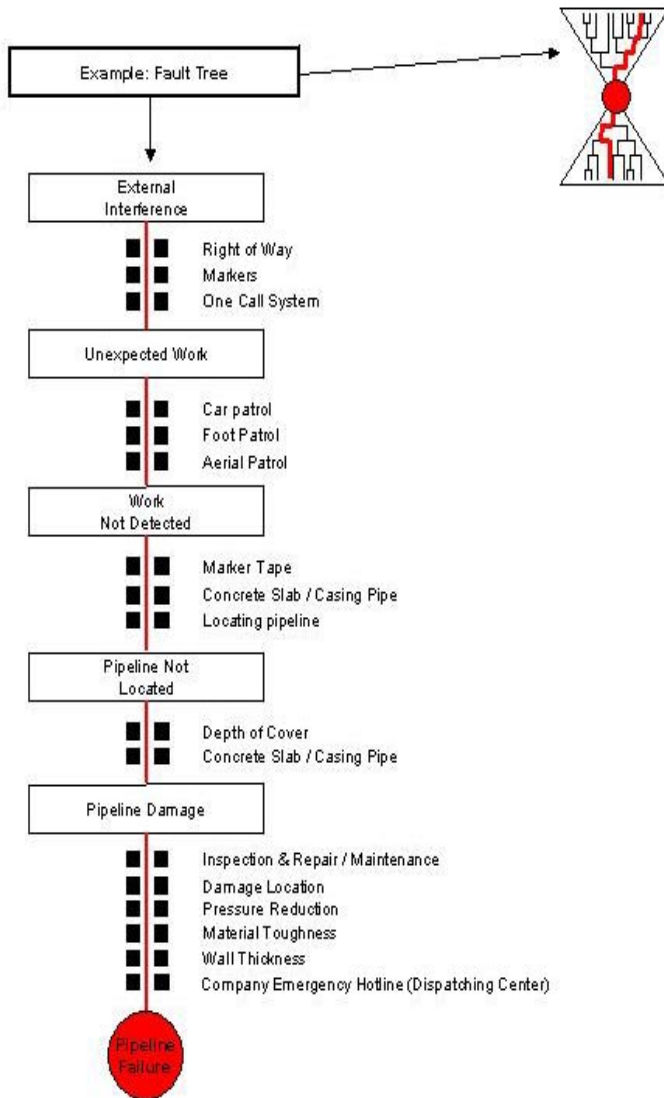 Example: Fault Tree
External
Interference
Right of Way
Markers
One Call System
Unexpected Work
Car patrol
Foot Patrol
Aerial Patrol
Work
Not Detected
Marker Tape
Concrete Slab / Casing Pipe
Locating pipeline
Pipeline Not
Located
Depth of Cover
Concrete Slab / Casing Pipe
Pipeline Damage
Inspection & Repair / Maintenance
Damage Location
Pressure Reduction
Material Toughness
Wall Thickness
Company Emergency Hotline (Dispatching Center)
Pipeline
Failure